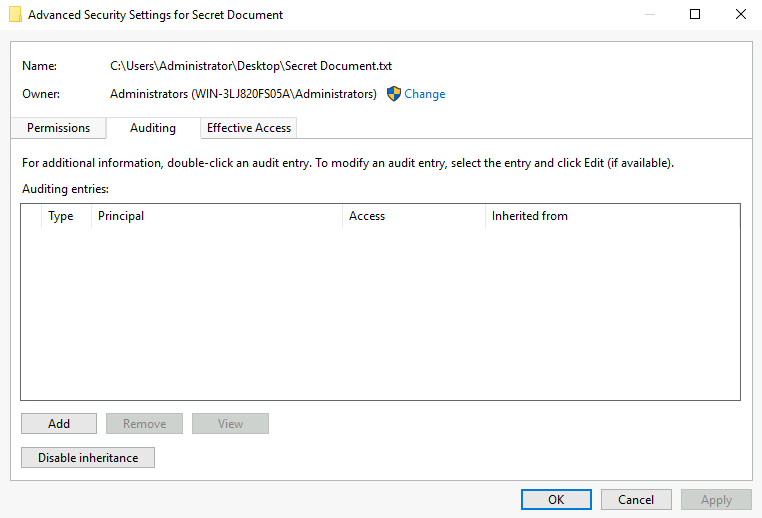 Advanced Security Settings for Secret Document
Name: C:\Users\Administrator\Desktop\Secret Document.txt
Owner: Administrators (WIN-3LJ820FS05A\Administrators) Change
Permissions Auditing Effective Access
For additional information, double-click an audit entry. To modify an audit entry, select the entry and click Edit (if available).
Auditing entries:
Type Principal Access Inherited from
Add Remove View
Disable inheritance
OK Cancel Apply